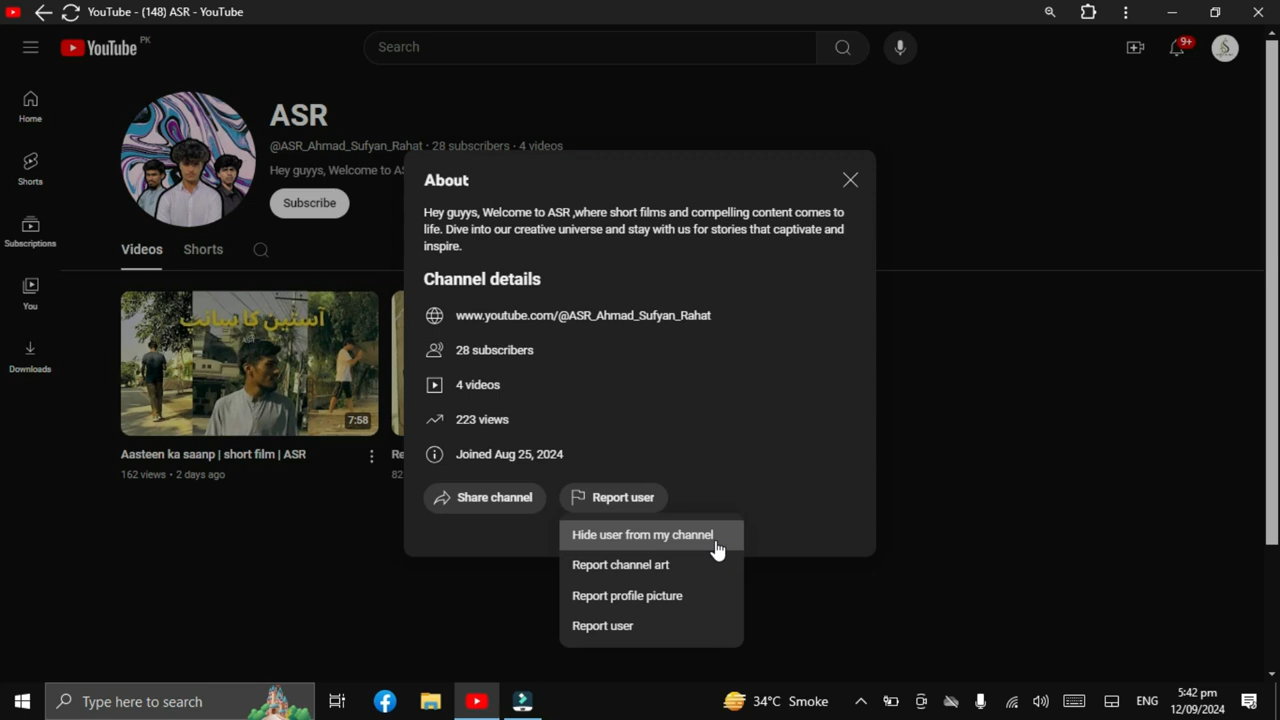 YouTube - (148) ASR - YouTube
YouTube PK
Search
9+
Home
Shorts
Subscriptions
You
Downloads
ASR
@ASR_Ahmad_Sufyan_Rahat · 28 subscribers · 4 videos
Hey guyys, Welcome to AS
Subscribe
Videos
Shorts
آستین کا سانپ
7:58
Aasteen ka saanp | short film | ASR
162 views • 2 days ago
Re
82
About
Hey guyys, Welcome to ASR ,where short films and compelling content comes to
life. Dive into our creative universe and stay with us for stories that captivate and
inspire.
Channel details
www.youtube.com/@ASR_Ahmad_Sufyan_Rahat
28 subscribers
4 videos
223 views
Joined Aug 25, 2024
Share channel
Report user
Hide user from my channel
Report channel art
Report profile picture
Report user
Type here to search
34°C Smoke
ENG
5:42 pm
12/09/2024